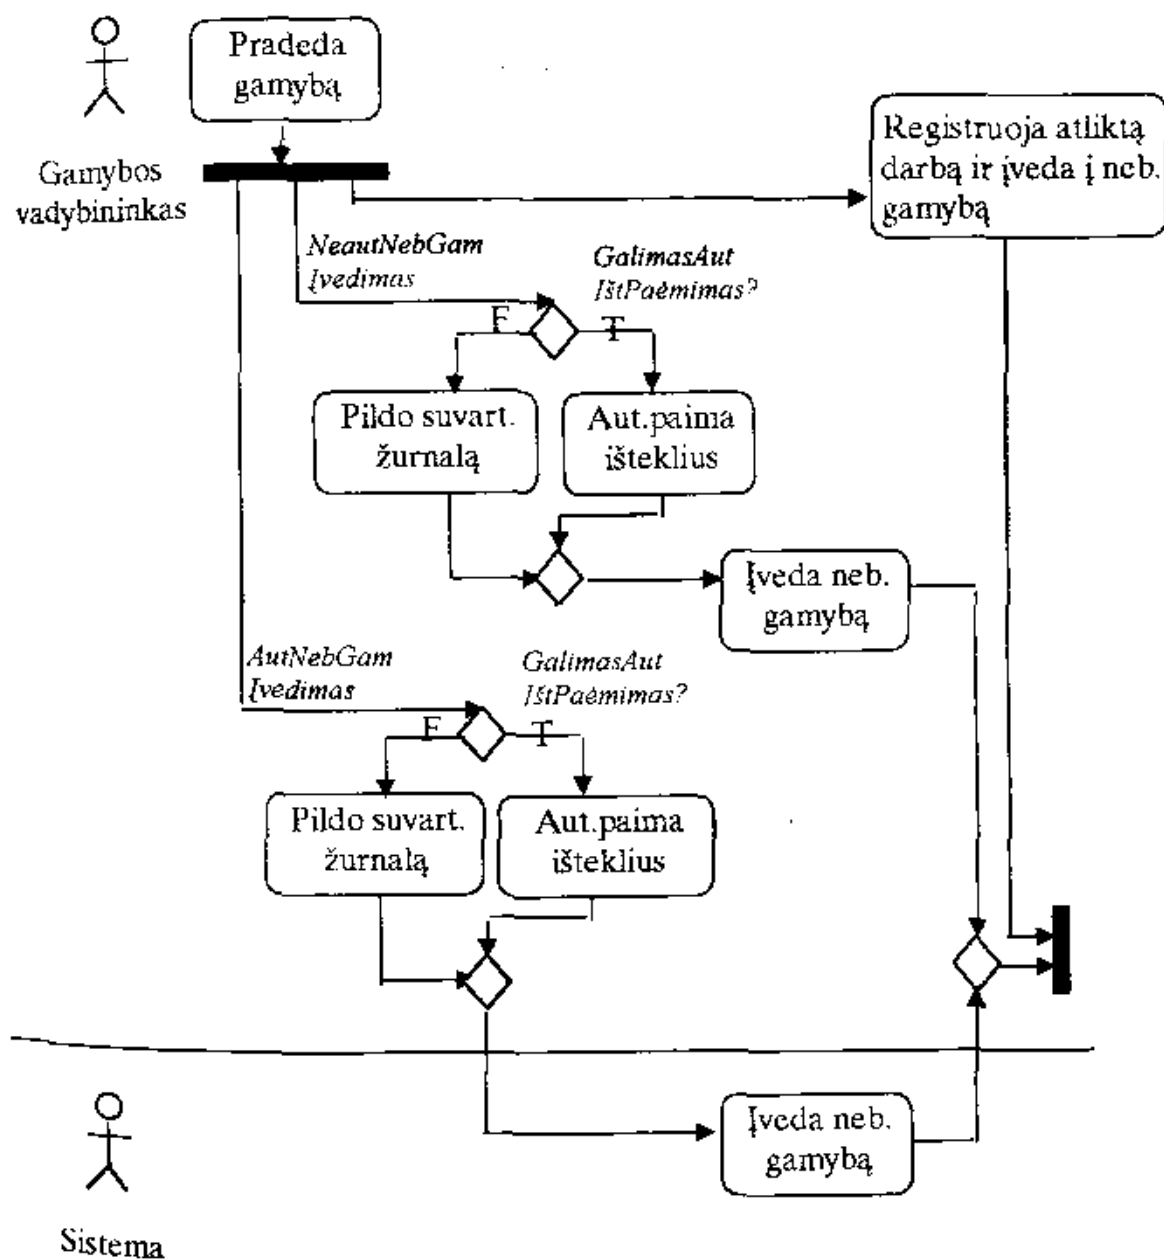 Pradeda
gamybą
Gamybos
vadybininkas
Registruoja atliktą
darbą ir įveda į neb.
gamybą
NeautNebGam
Įvedimas
GalimasAut
IštPaėmimas?
F
T
Pildo suvart.
žurnalą
Aut.paima
išteklius
Įveda neb.
gamybą
AutNebGam
Įvedimas
GalimasAut
IštPaėmimas?
F
T
Pildo suvart.
žurnalą
Aut.paima
išteklius
Įveda neb.
gamybą
Sistema